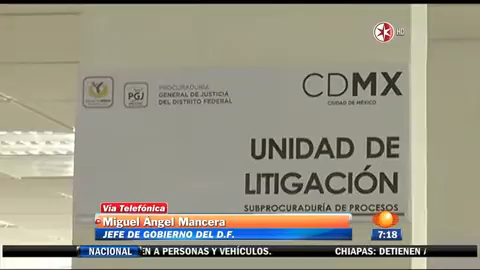 HD
PROCURADURÍA
GENERAL DE JUSTICIA
DEL DISTRITO FEDERAL
PGJ
CDMX
CIUDAD DE MÉXICO
UNIDAD DE
LITIGACIÓN
SUBPROCURADURÍA DE PROCESOS
Vía Telefónica
Miguel Ángel Mancera
JEFE DE GOBIERNO DEL D.F.
7:18
NACIONAL EN A PERSONAS Y VEHÍCULOS. CHIAPAS: DETIENEN A